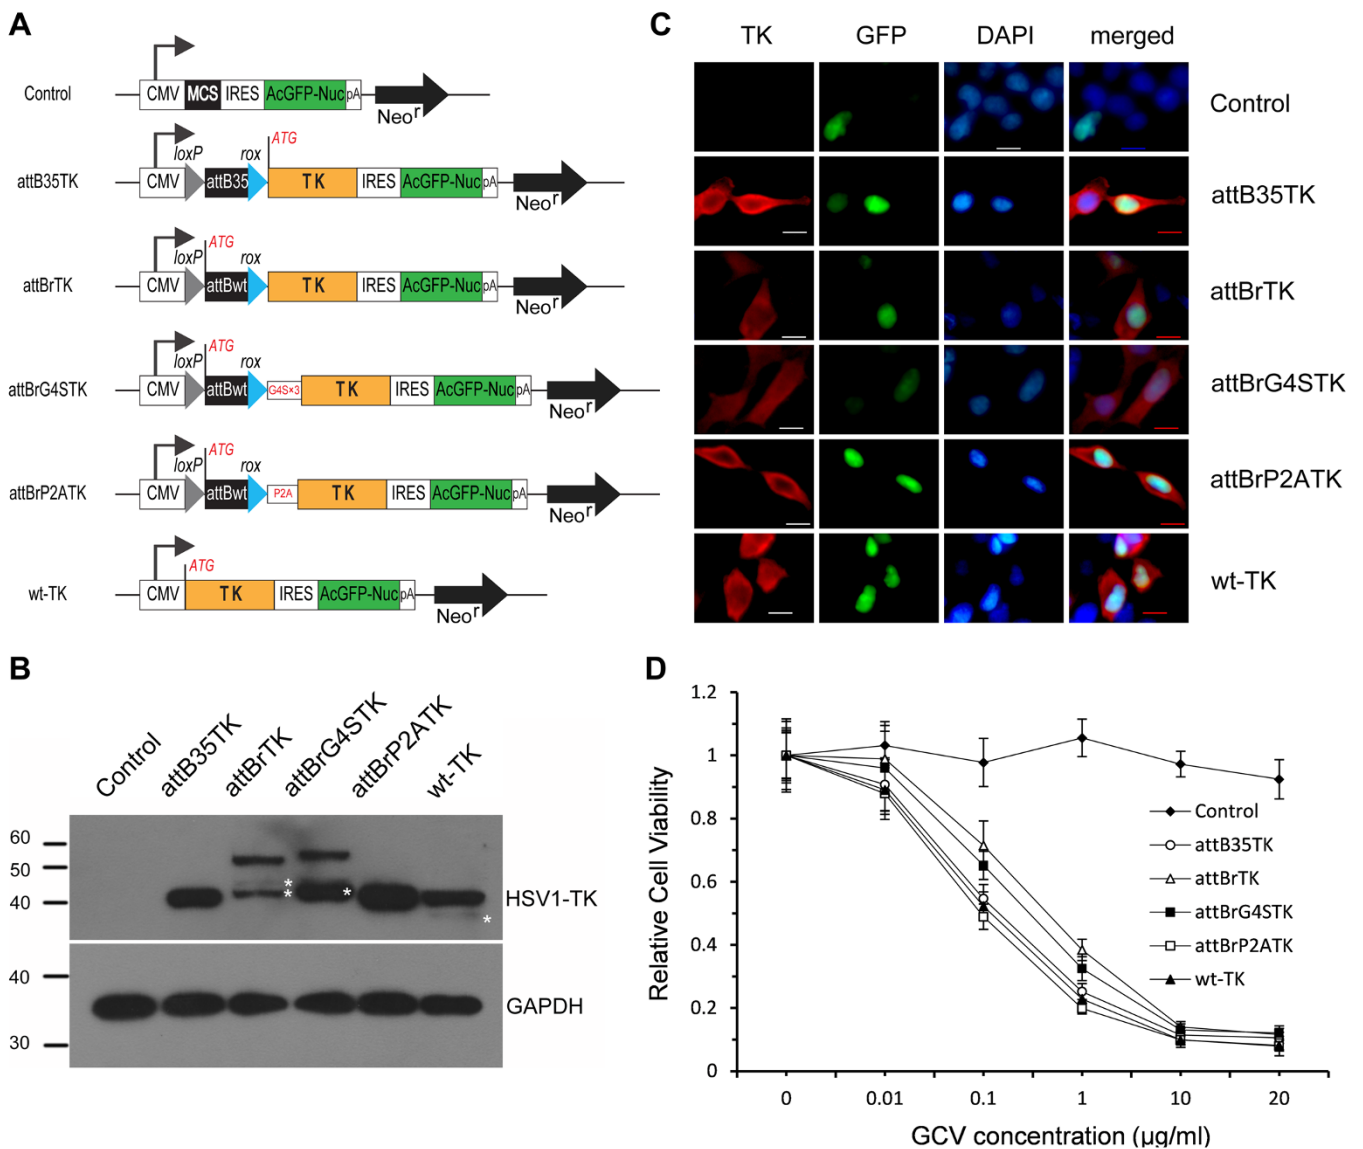 A
Control
CMV MCS IRES AcGFP-Nuc pA Neor
attB35TK
CMV loxP attB35 rox ATG TK IRES AcGFP-Nuc pA Neor
attBrTK
CMV loxP ATG attBwt rox TK IRES AcGFP-Nuc pA Neor
attBrG4STK
CMV loxP ATG attBwt rox G4S×3 TK IRES AcGFP-Nuc pA Neor
attBrP2ATK
CMV loxP ATG attBwt rox P2A TK IRES AcGFP-Nuc pA Neor
wt-TK
CMV ATG TK IRES AcGFP-Nuc pA Neor
C
TK GFP DAPI merged
Control
attB35TK
attBrTK
attBrG4STK
attBrP2ATK
wt-TK
B
Control attB35TK attBrTK attBrG4STK attBrP2ATK wt-TK
60
50
40
* * * *
HSV1-TK
40
30
GAPDH
D
Relative Cell Viability
1.2
1
0.8
0.6
0.4
0.2
0
0 0.01 0.1 1 10 20
GCV concentration (μg/ml)
Control
attB35TK
attBrTK
attBrG4STK
attBrP2ATK
wt-TK